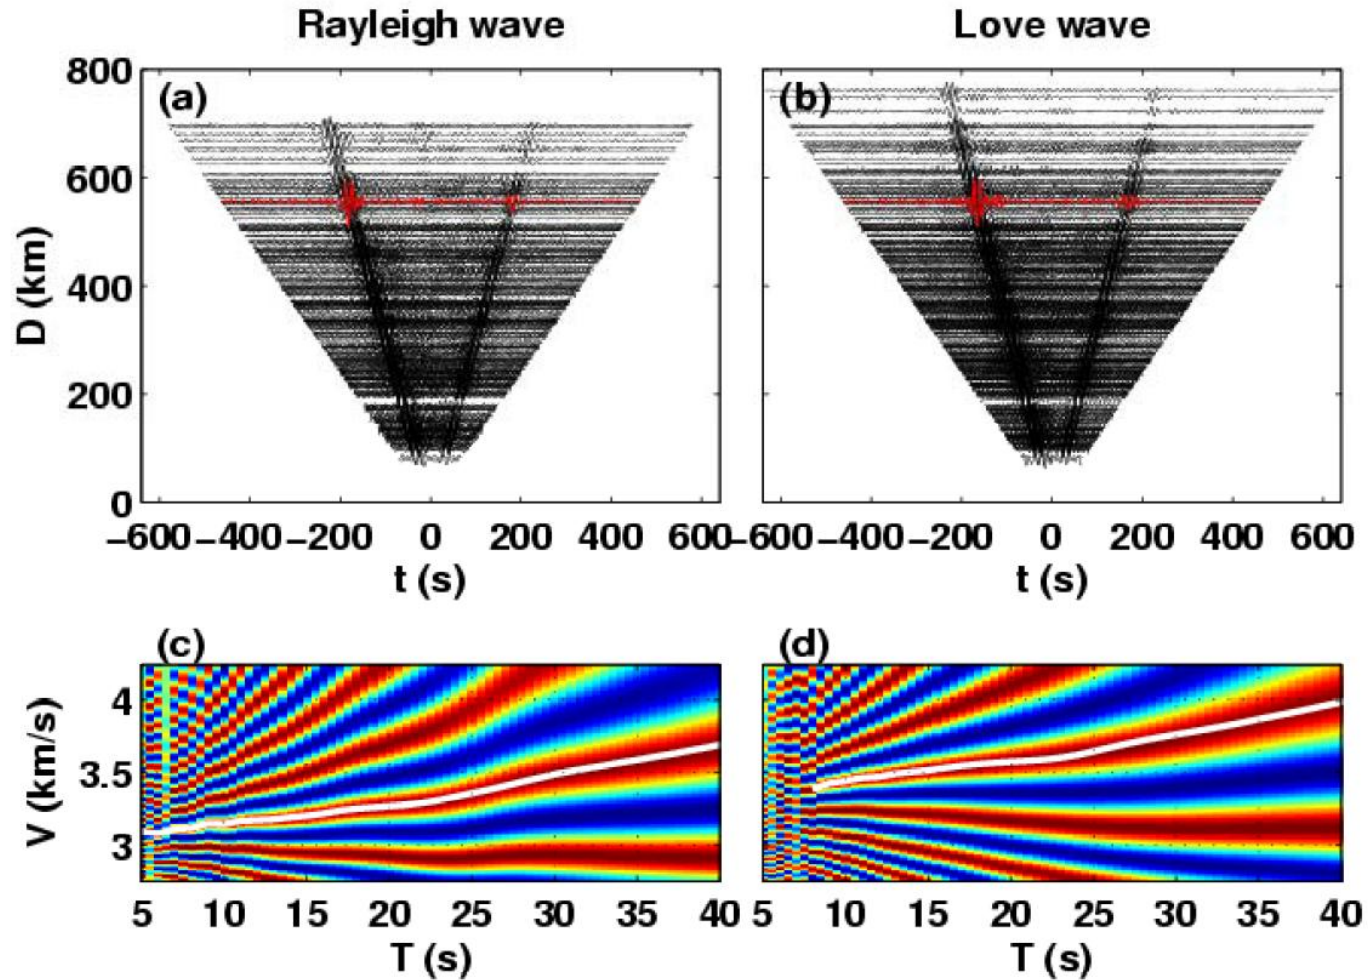 Rayleigh wave Love wave
800 (a) (b)
600
D (km)
400
200
0
−600 −400 −200 0 200 400 600 −600 −400 −200 0 200 400 600
t (s) t (s)
(c) (d)
4
V (km/s)
3.5
3
5 10 15 20 25 30 35 40 5 10 15 20 25 30 35 40
T (s) T (s)